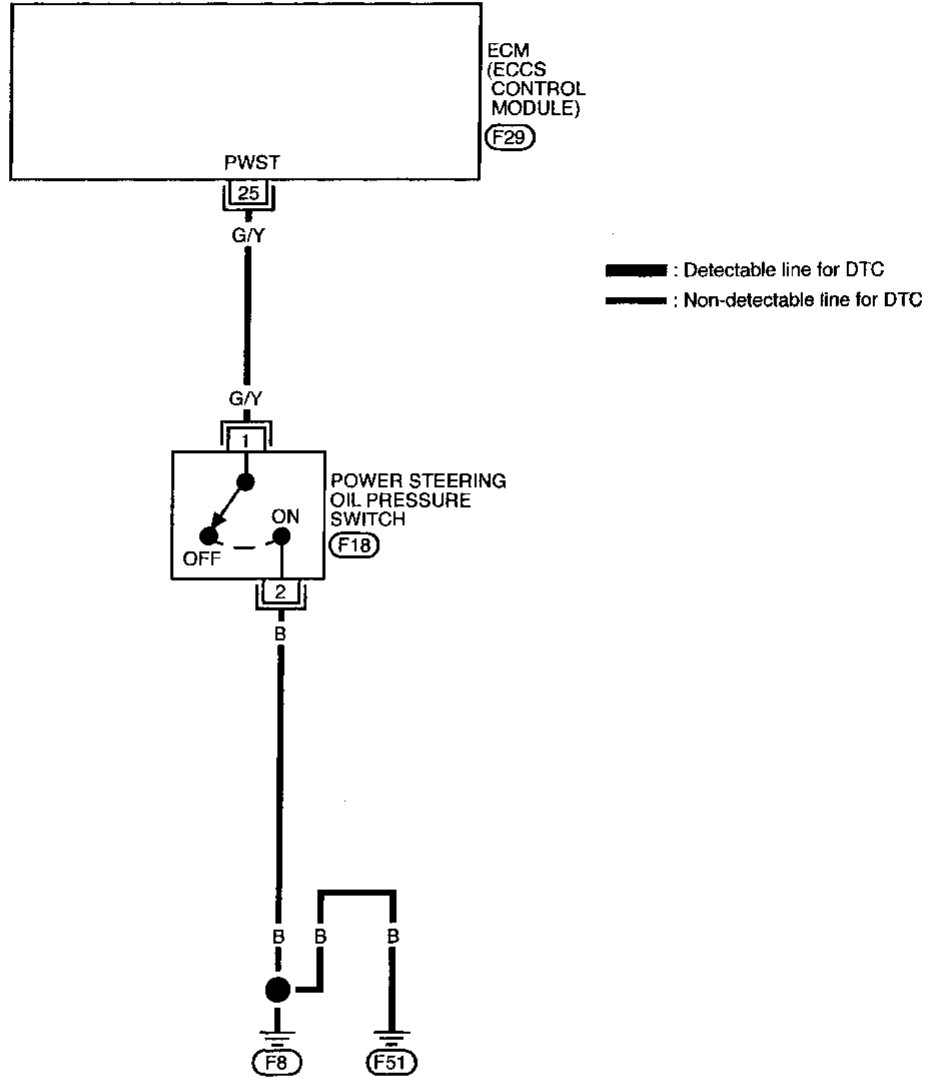 ECM
(ECCS
CONTROL
MODULE)
F29
PWST
25
G/Y
: Detectable line for DTC
: Non-detectable line for DTC
G/Y
1
POWER STEERING
OIL PRESSURE
SWITCH
F18
ON
OFF
2
B
B B B
F8 F51